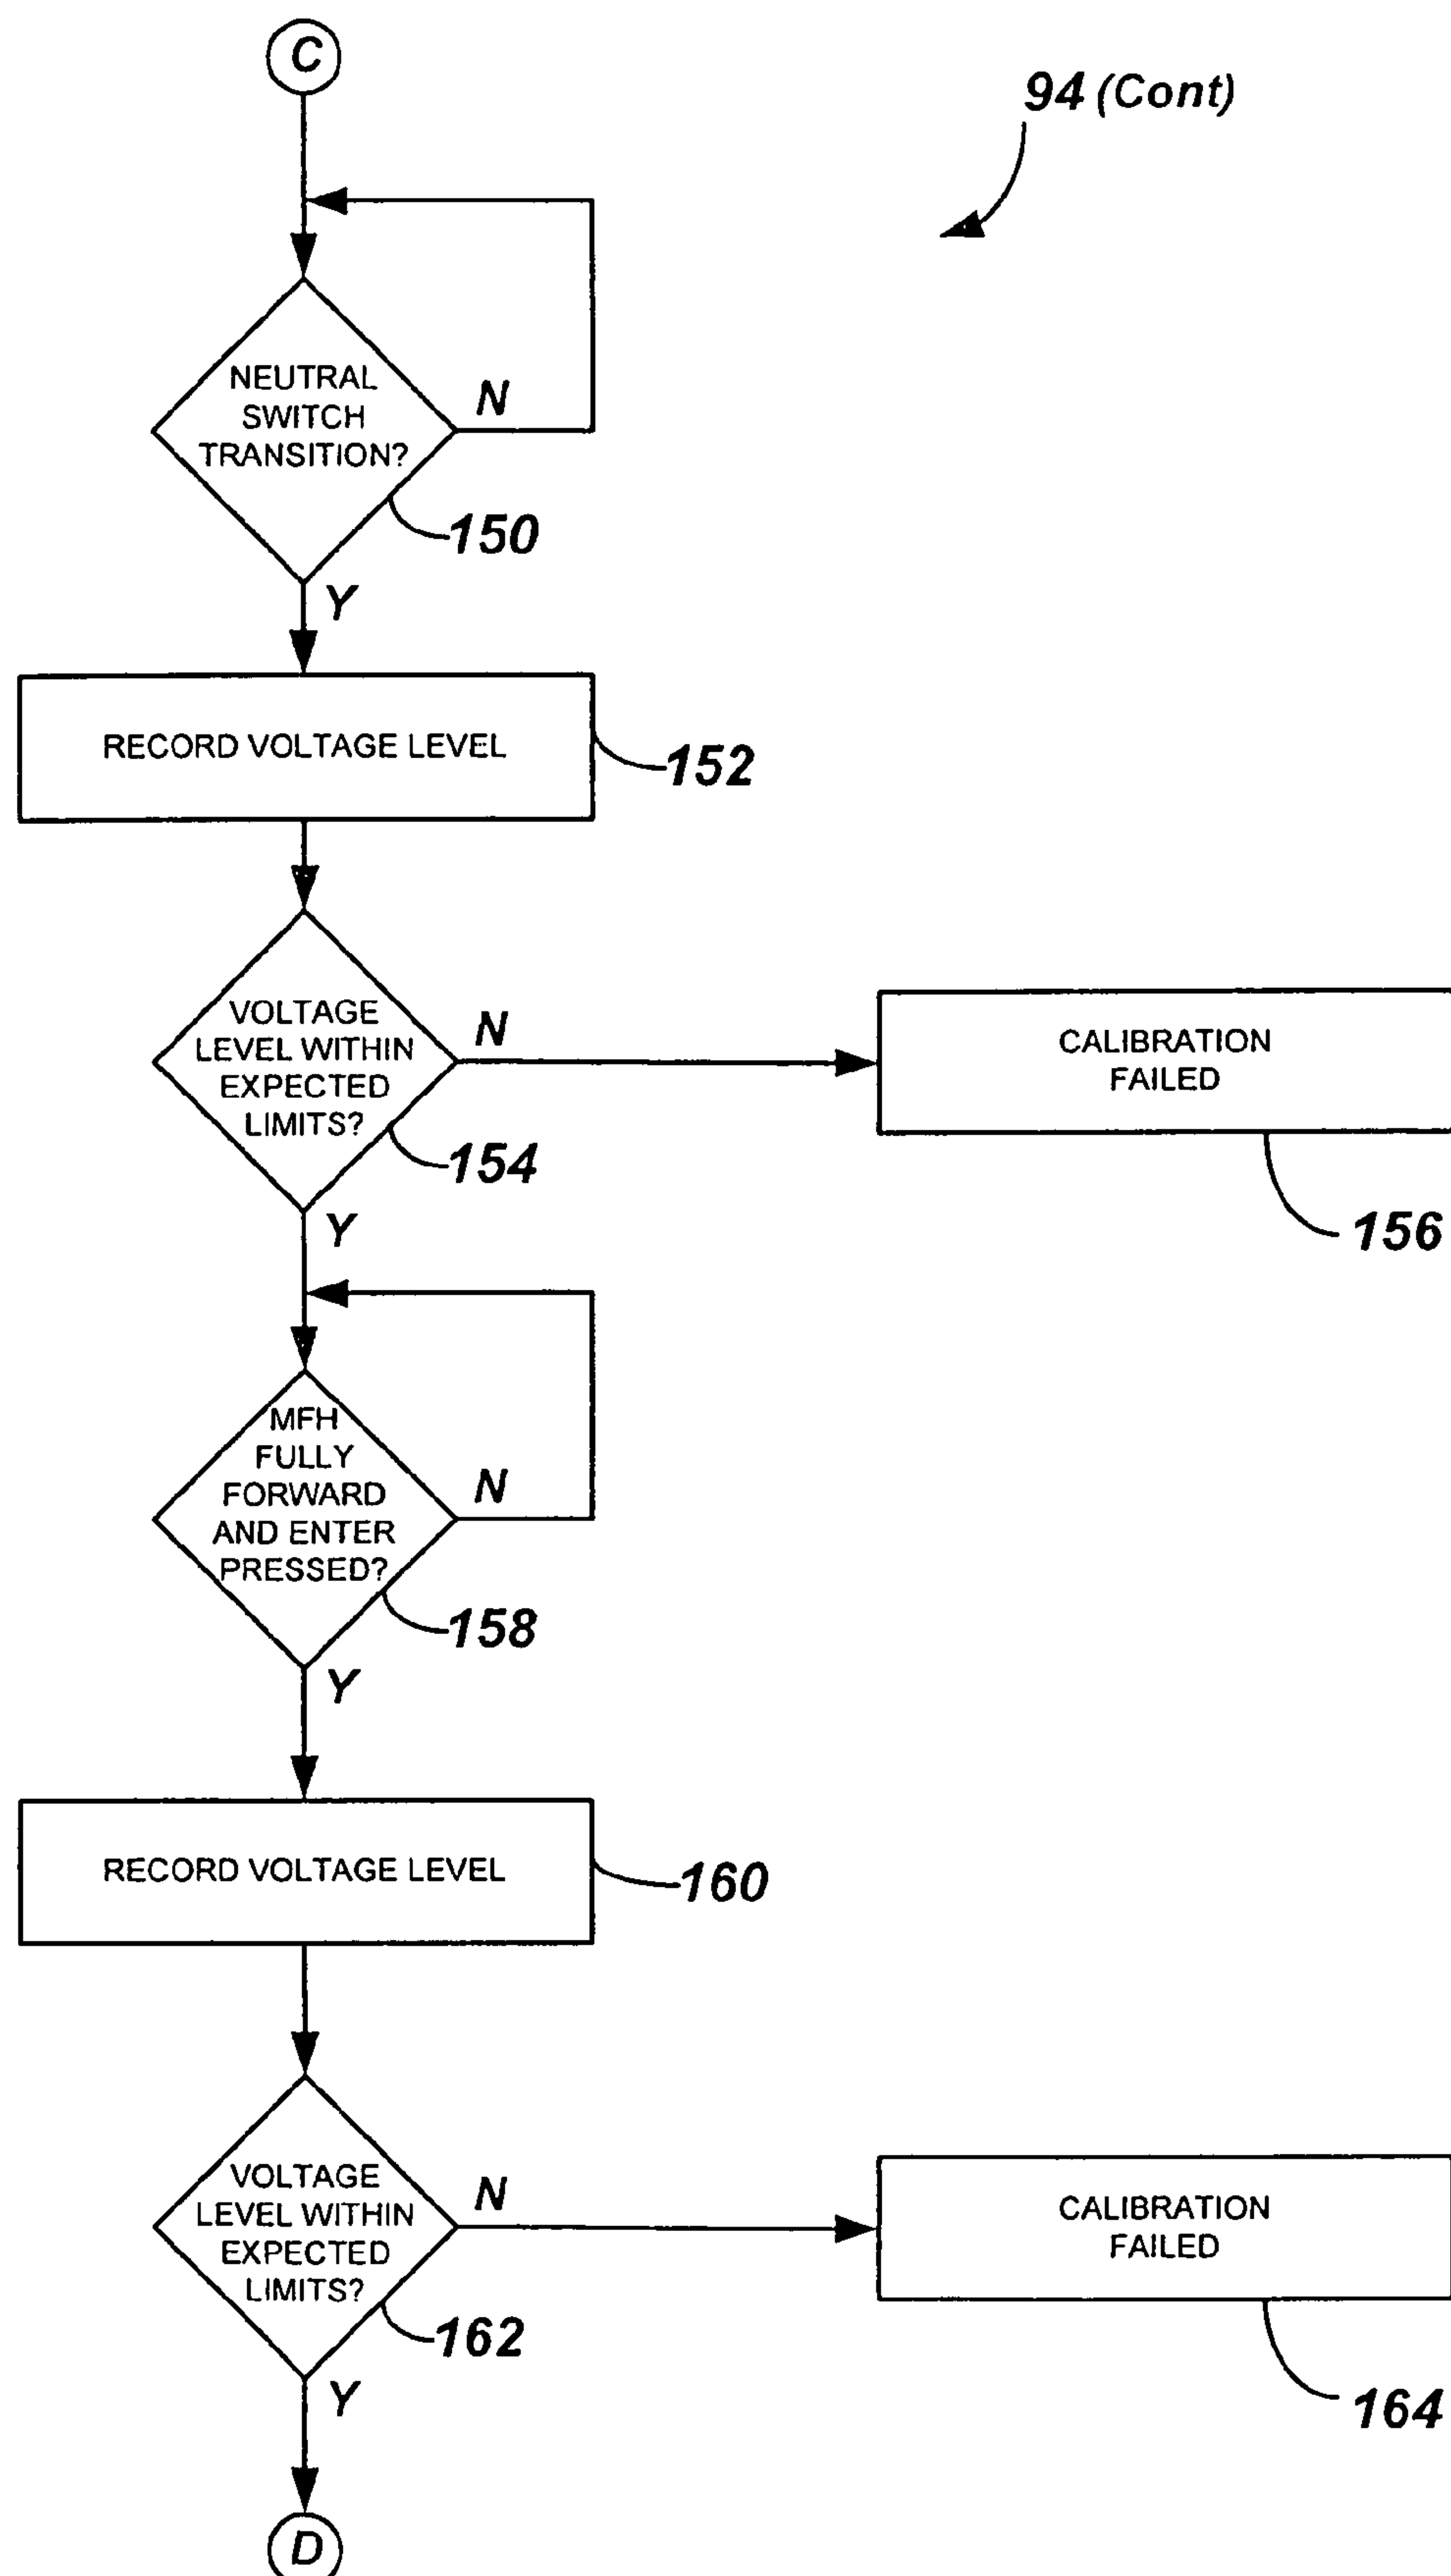 C
94 (Cont)
NEUTRAL
SWITCH
TRANSITION?
N
150
Y
RECORD VOLTAGE LEVEL
152
VOLTAGE
LEVEL WITHIN
EXPECTED
LIMITS?
N
154
Y
CALIBRATION
FAILED
156
MFH
FULLY
FORWARD
AND ENTER
PRESSED?
N
158
Y
RECORD VOLTAGE LEVEL
160
VOLTAGE
LEVEL WITHIN
EXPECTED
LIMITS?
N
162
Y
CALIBRATION
FAILED
164
D